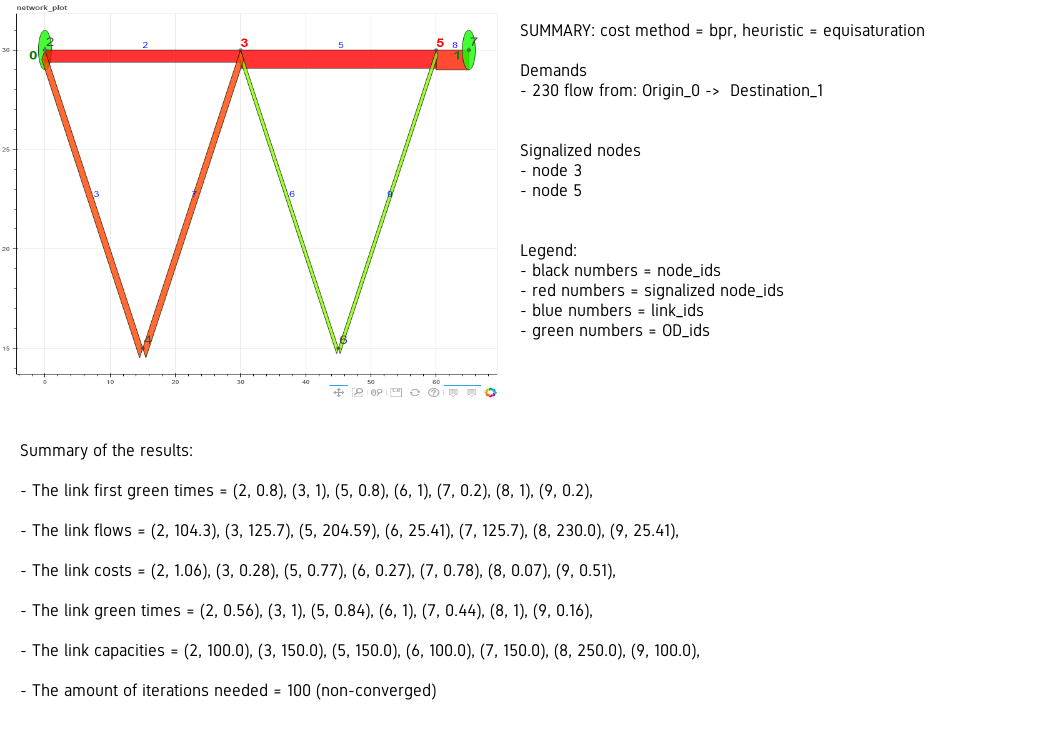 network_plot
2
0
2
3
5
5
8
1
7
30
25
20
15
3
7
6
9
4
6
0
10
20
30
40
50
60
SUMMARY: cost method = bpr, heuristic = equisaturation
Demands
- 230 flow from: Origin_0 -> Destination_1
Signalized nodes
- node 3
- node 5
Legend:
- black numbers = node_ids
- red numbers = signalized node_ids
- blue numbers = link_ids
- green numbers = OD_ids
Summary of the results:
- The link first green times = (2, 0.8), (3, 1), (5, 0.8), (6, 1), (7, 0.2), (8, 1), (9, 0.2),
- The link flows = (2, 104.3), (3, 125.7), (5, 204.59), (6, 25.41), (7, 125.7), (8, 230.0), (9, 25.41),
- The link costs = (2, 1.06), (3, 0.28), (5, 0.77), (6, 0.27), (7, 0.78), (8, 0.07), (9, 0.51),
- The link green times = (2, 0.56), (3, 1), (5, 0.84), (6, 1), (7, 0.44), (8, 1), (9, 0.16),
- The link capacities = (2, 100.0), (3, 150.0), (5, 150.0), (6, 100.0), (7, 150.0), (8, 250.0), (9, 100.0),
- The amount of iterations needed = 100 (non-converged)